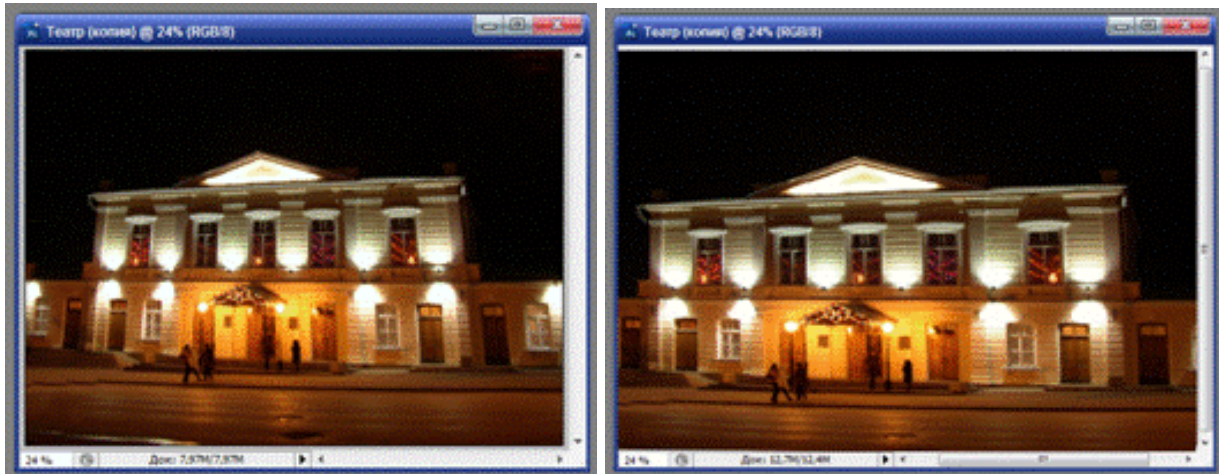 Театр (копия) @ 24% (RGB/8)
24 %
Док: 7,97M/7,97M
Театр (копия) @ 24% (RGB/8)
24 %
Док: 12,7M/12,4M